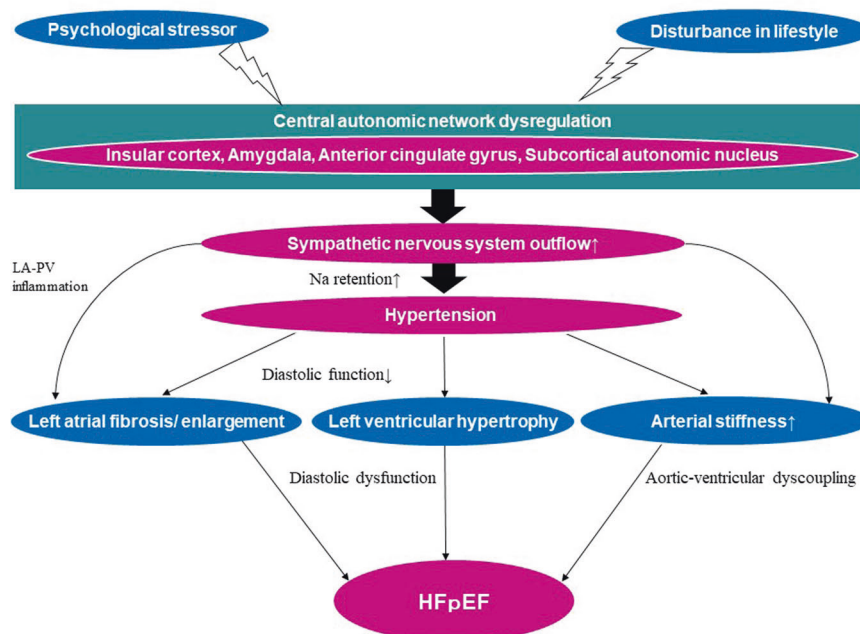 Psychological stressor
Disturbance in lifestyle
Central autonomic network dysregulation
Insular cortex, Amygdala, Anterior cingulate gyrus, Subcortical autonomic nucleus
Sympathetic nervous system outflow↑
LA-PV
inflammation
Na retention↑
Hypertension
Diastolic function↓
Left atrial fibrosis/ enlargement
Left ventricular hypertrophy
Arterial stiffness↑
Diastolic dysfunction
Aortic-ventricular dyscoupling
HFpEF